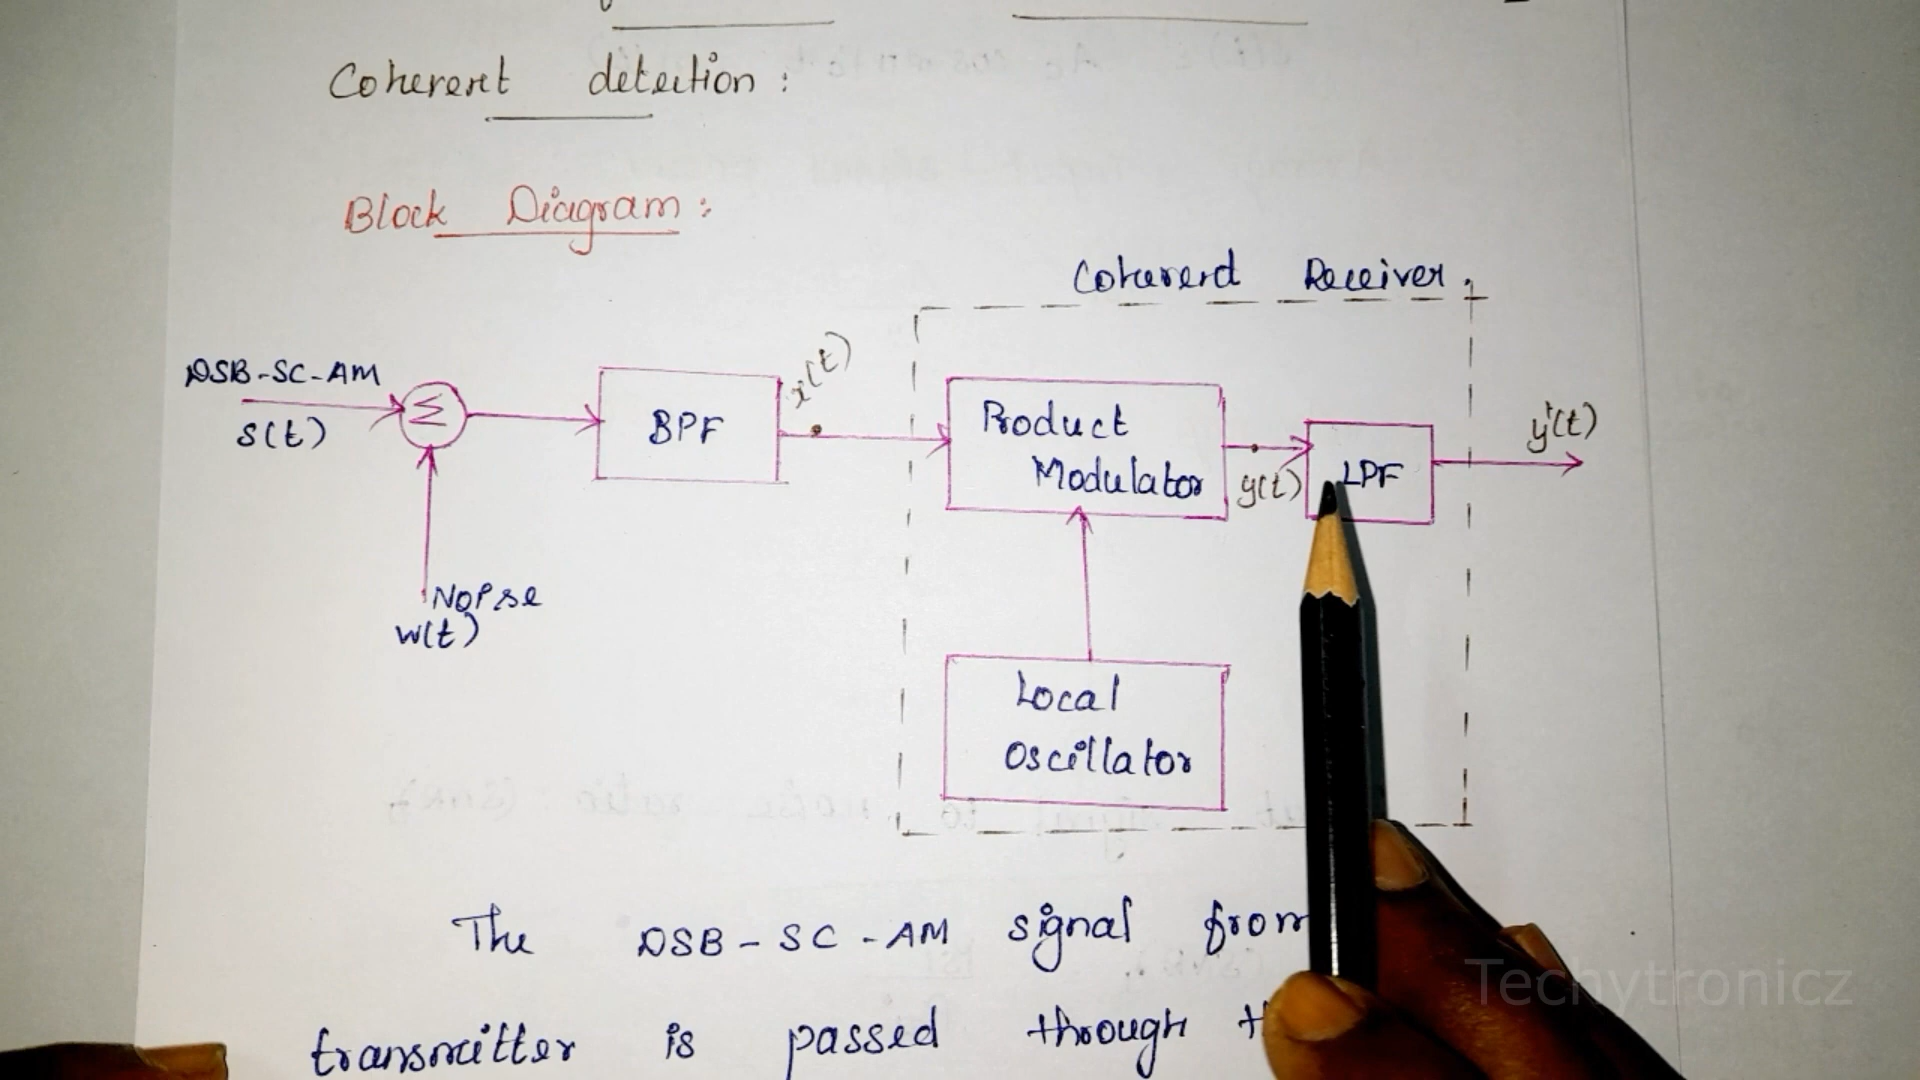 Coherent detection :
Block Diagram :
Coherend Receiver.
DSB-SC-AM
s(t)
Σ
BPF
x(t)
Product
Modulator
y(t)
LPF
y'(t)
Noise
w(t)
Local
Oscillator
The DSB-SC-AM signal from
transmitter is passed through
Techytronicz